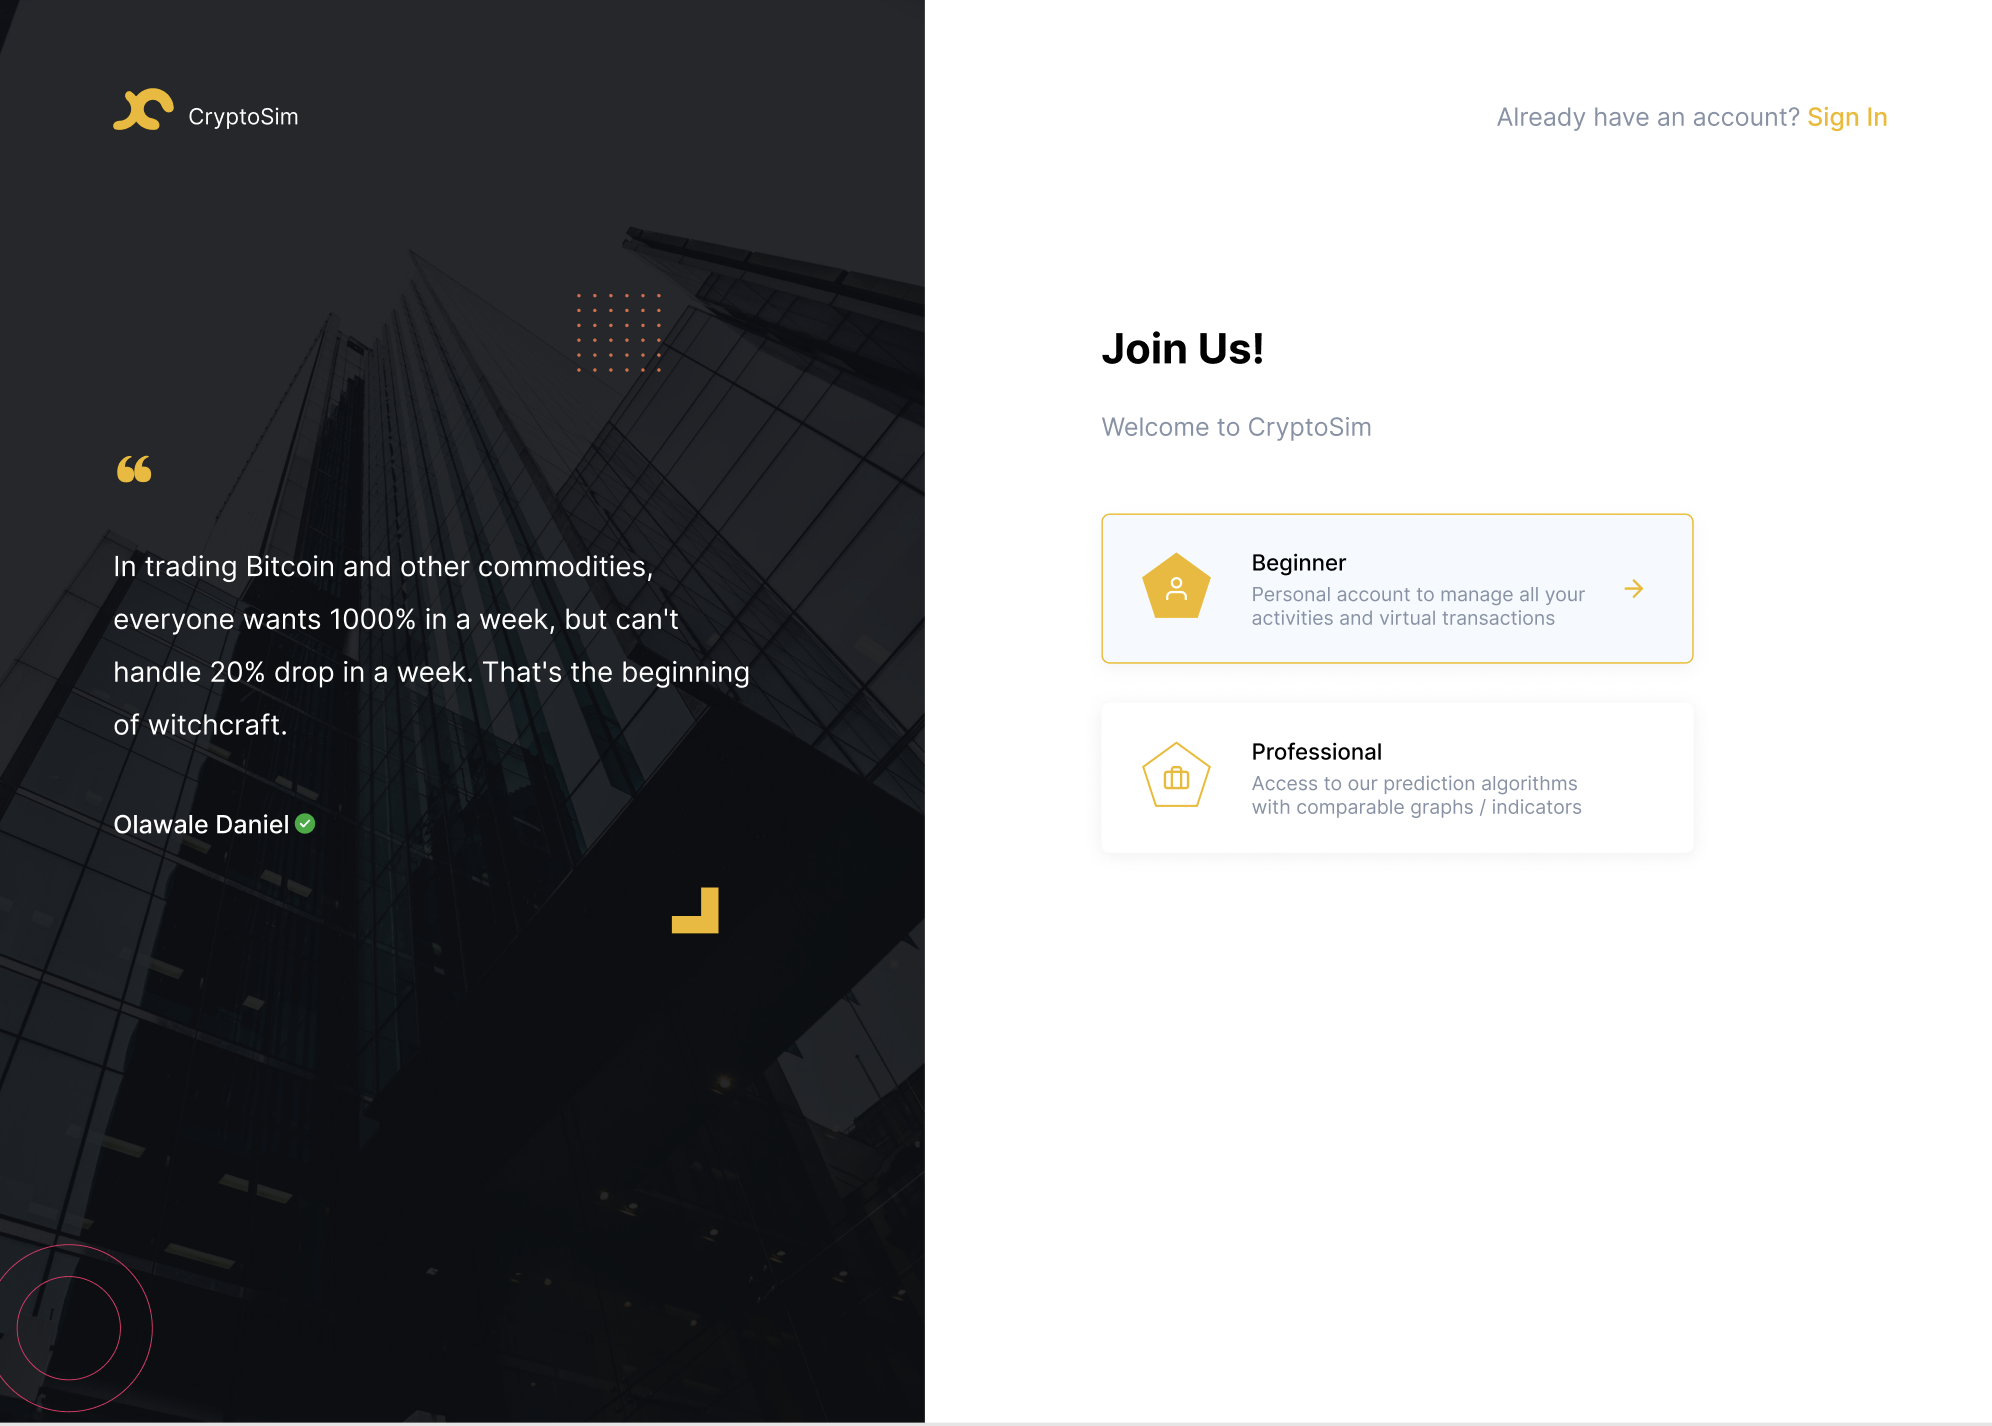 CryptoSim
“
In trading Bitcoin and other commodities,
everyone wants 1000% in a week, but can't
handle 20% drop in a week. That's the beginning
of witchcraft.
Olawale Daniel
Already have an account? Sign In
Join Us!
Welcome to CryptoSim
Beginner
Personal account to manage all your
activities and virtual transactions
Professional
Access to our prediction algorithms
with comparable graphs / indicators